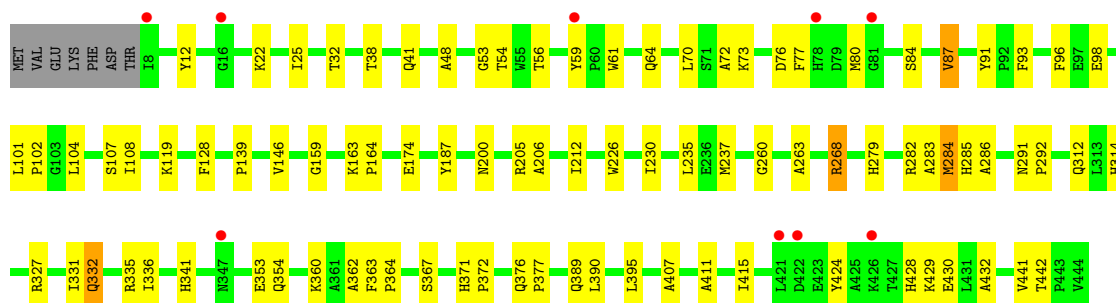 MET VAL GLU LYS PHE ASP THR I8 Y12 G16 K22 I25 T32 T38 Q41 A48 G53 T54 W55 T56 Y59 P60 W61 Q64 L70 S71 A72 K73 D76 F77 H78 D79 M80 G81 S84 V87 Y91 P92 F93 F96 E97 E98
L101 P102 G103 L104 S107 I108 K119 F128 P139 V146 G159 K163 P164 E174 Y187 N200 R205 A206 I212 W226 I230 L235 E236 M237 G260 A263 R268 H279 R282 A283 M284 H285 A286 N291 P292 Q312 L313 H314
R327 I331 Q332 R335 I336 H341 N347 E353 Q354 K360 A361 A362 F363 P364 S367 H371 P372 Q376 P377 Q389 L390 L395 A407 A411 I415 L421 D422 E423 Y424 A425 K426 T427 H428 K429 E430 L431 A432 V441 T442 P443 V444